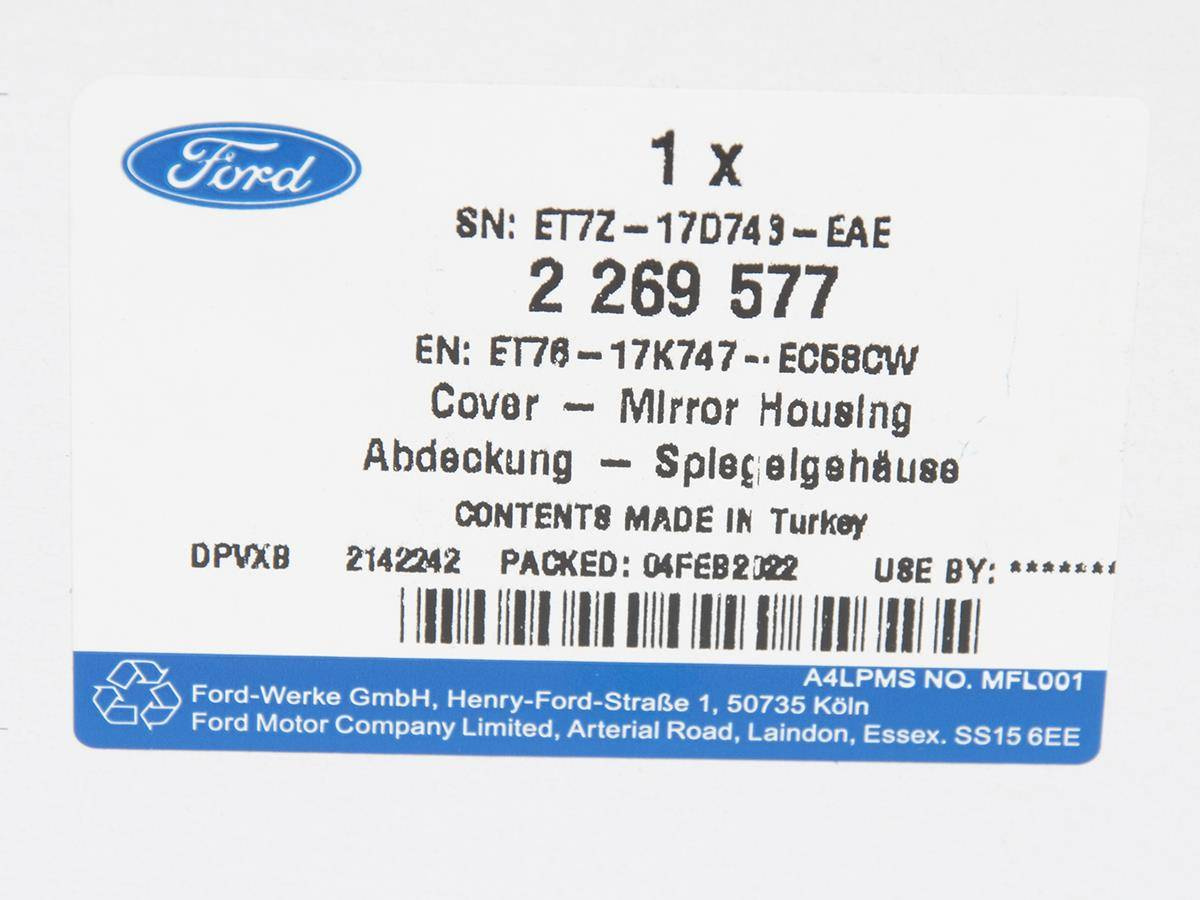 Ford
1 x
SN: ET7Z-17D743-EAE
2 269 577
EN: ET76-17K747--EC58CW
Cover - Mirror Housing
Abdeckung - Spiegelgehäuse
CONTENTS MADE IN Turkey
DPVXB 2142242 PACKED: 04FEB2022 USE BY: *******
A4LPMS NO. MFL001
Ford-Werke GmbH, Henry-Ford-Straße 1, 50735 Köln
Ford Motor Company Limited, Arterial Road, Laindon, Essex. SS15 6EE